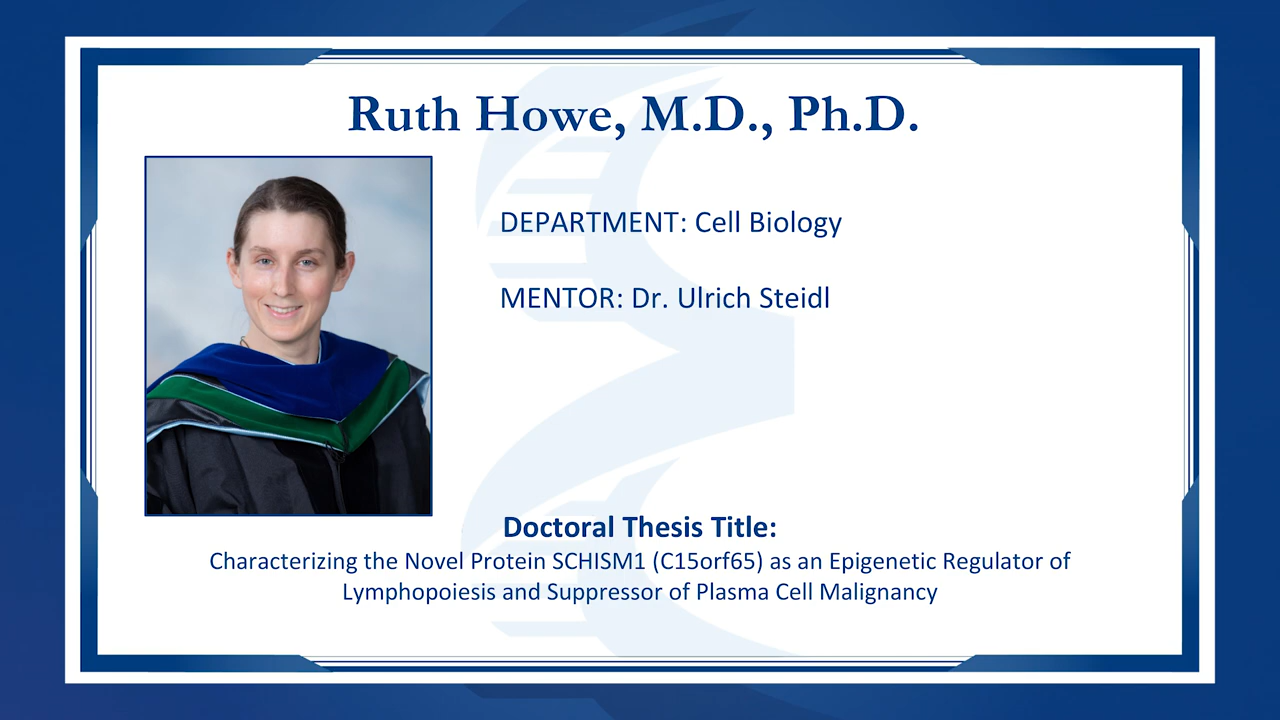 Ruth Howe, M.D., Ph.D.
DEPARTMENT: Cell Biology
MENTOR: Dr. Ulrich Steidl
Doctoral Thesis Title:
Characterizing the Novel Protein SCHISM1 (C15orf65) as an Epigenetic Regulator of
Lymphopoiesis and Suppressor of Plasma Cell Malignancy